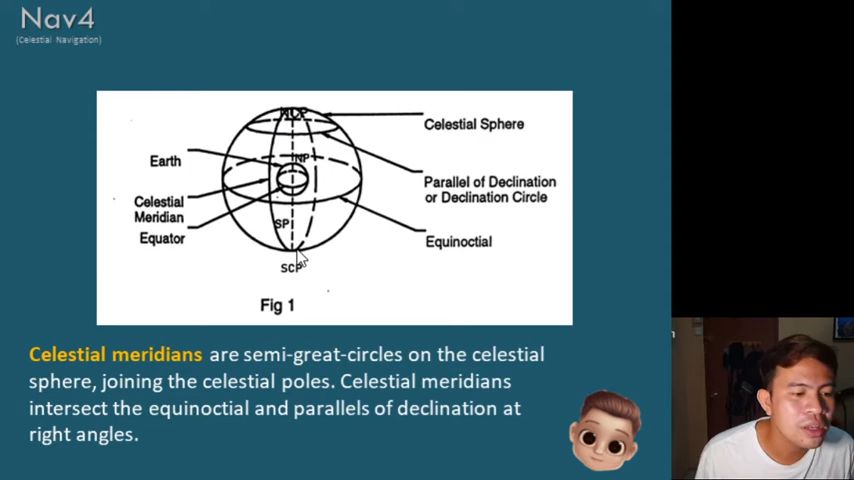 Nav4
(Celestial Navigation)
NCP
Celestial Sphere
Earth
NP
Parallel of Declination
or Declination Circle
Celestial
Meridian
Equator
SP
Equinoctial
SCP
Fig 1
Celestial meridians are semi-great-circles on the celestial
sphere, joining the celestial poles. Celestial meridians
intersect the equinoctial and parallels of declination at
right angles.